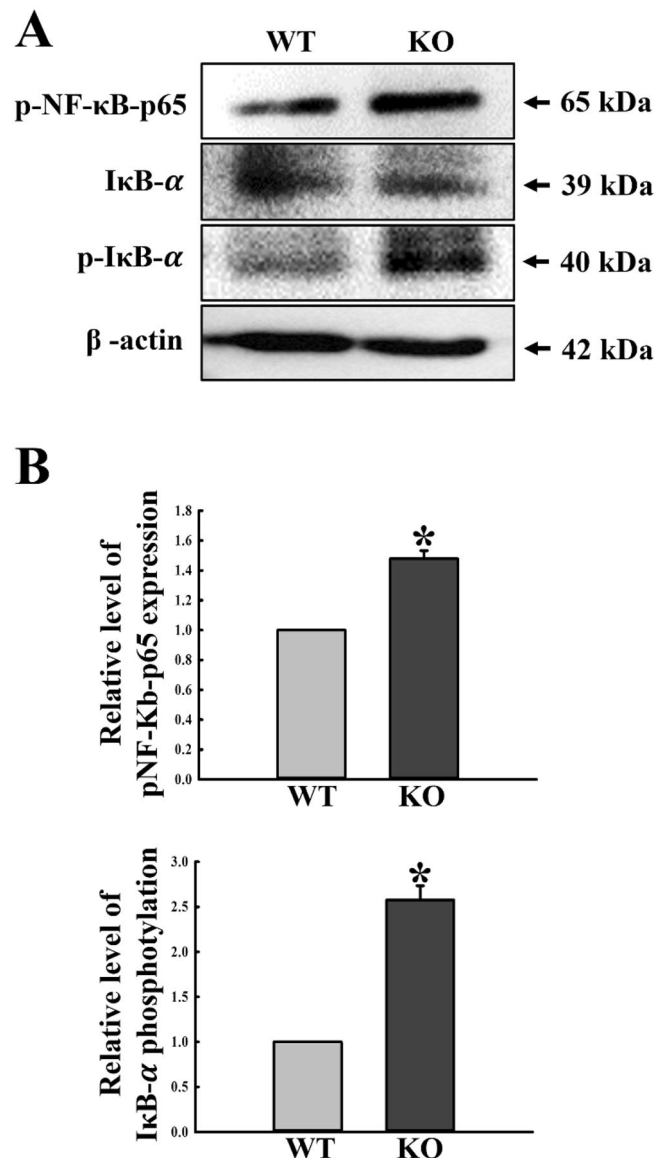 A
WT KO
p-NF-κB-p65 65 kDa
IκB-α 39 kDa
p-IκB-α 40 kDa
β -actin 42 kDa
B
Relative level of
pNF-Kb-p65 expression
1.8
1.6
1.4
1.2
1.0
0.8
0.6
0.4
0.2
0.0
*
WT KO
Relative level of
IκB-α phosphotylation
3.0
2.5
2.0
1.5
1.0
0.5
0.0
*
WT KO